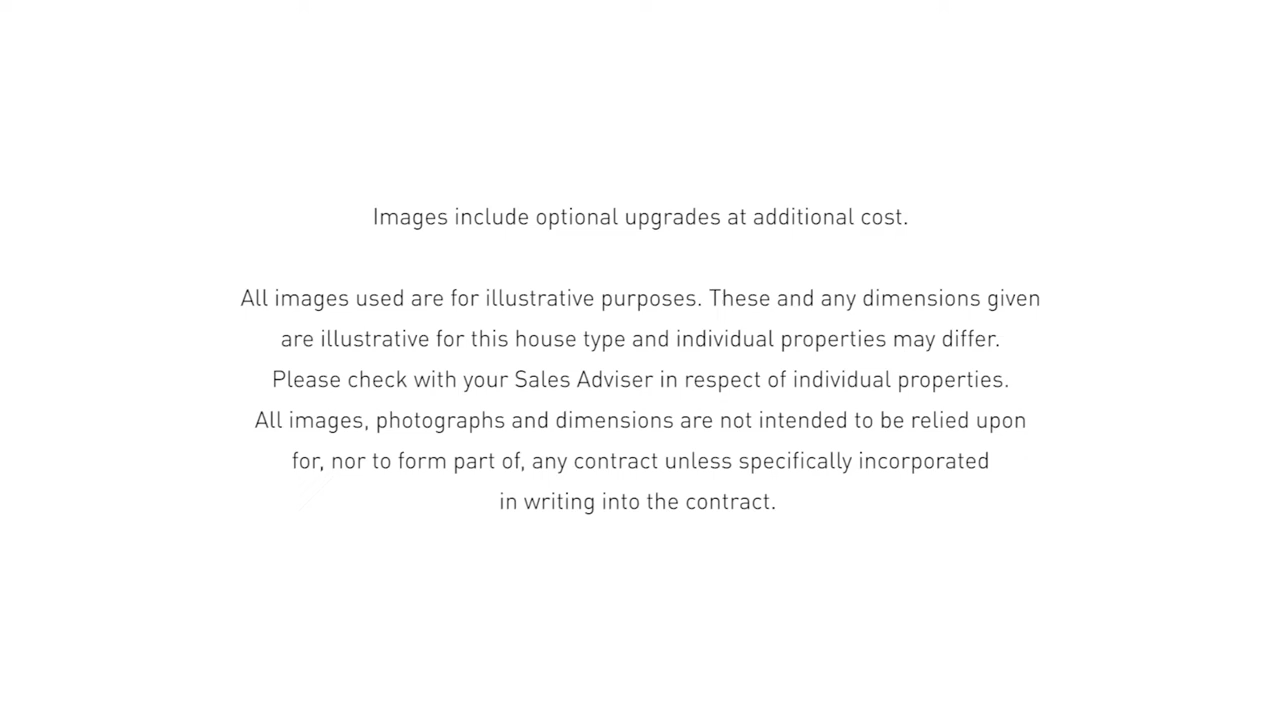 Images include optional upgrades at additional cost.
All images used are for illustrative purposes. These and any dimensions given
are illustrative for this house type and individual properties may differ.
Please check with your Sales Adviser in respect of individual properties.
All images, photographs and dimensions are not intended to be relied upon
for, nor to form part of, any contract unless specifically incorporated
in writing into the contract.